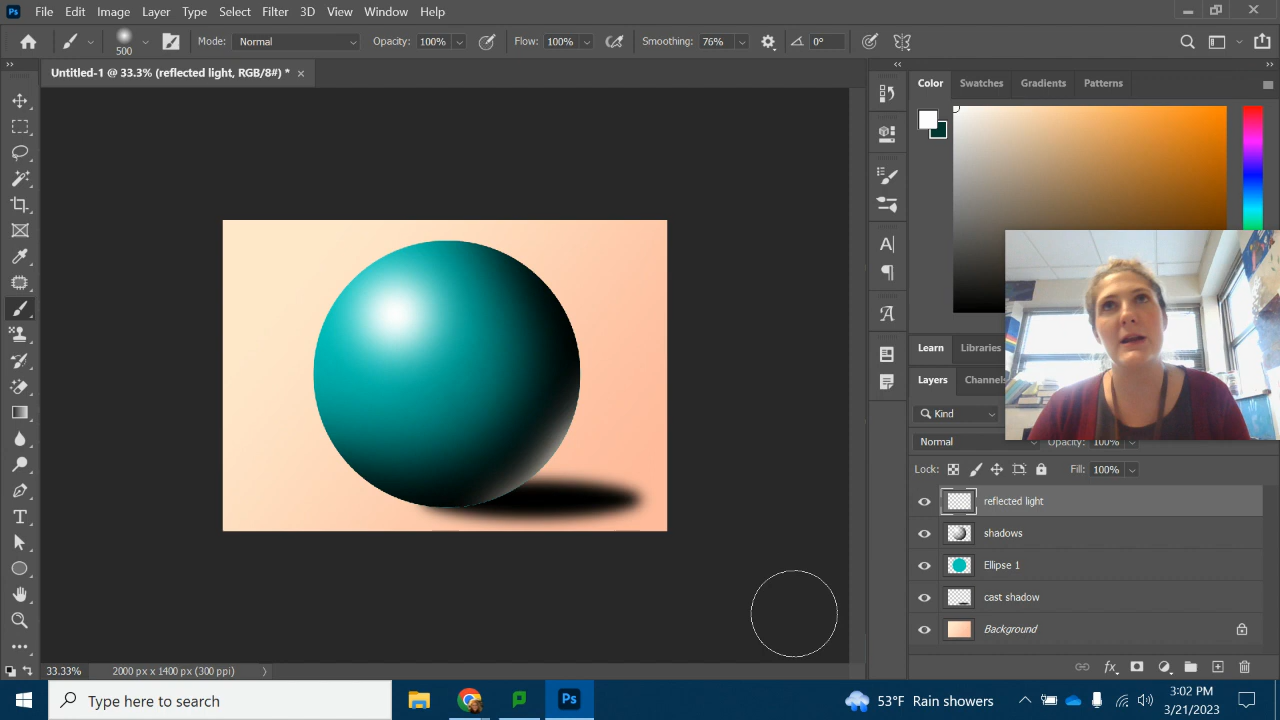 Ps File Edit Image Layer Type Select Filter 3D View Window Help
500 Mode: Normal Opacity: 100% Flow: 100% Smoothing: 76% 0°
Untitled-1 @ 33.3% (reflected light, RGB/8#) * ×
Color Swatches Gradients Patterns
A|
¶
A
Learn Libraries
Layers Channels
Kind
Normal Opacity: 100%
Lock: Fill: 100%
reflected light
shadows
Ellipse 1
cast shadow
Background
T
fx
33.33% 2000 px x 1400 px (300 ppi)
Type here to search
Ps
53°F Rain showers
3:02 PM
3/21/2023